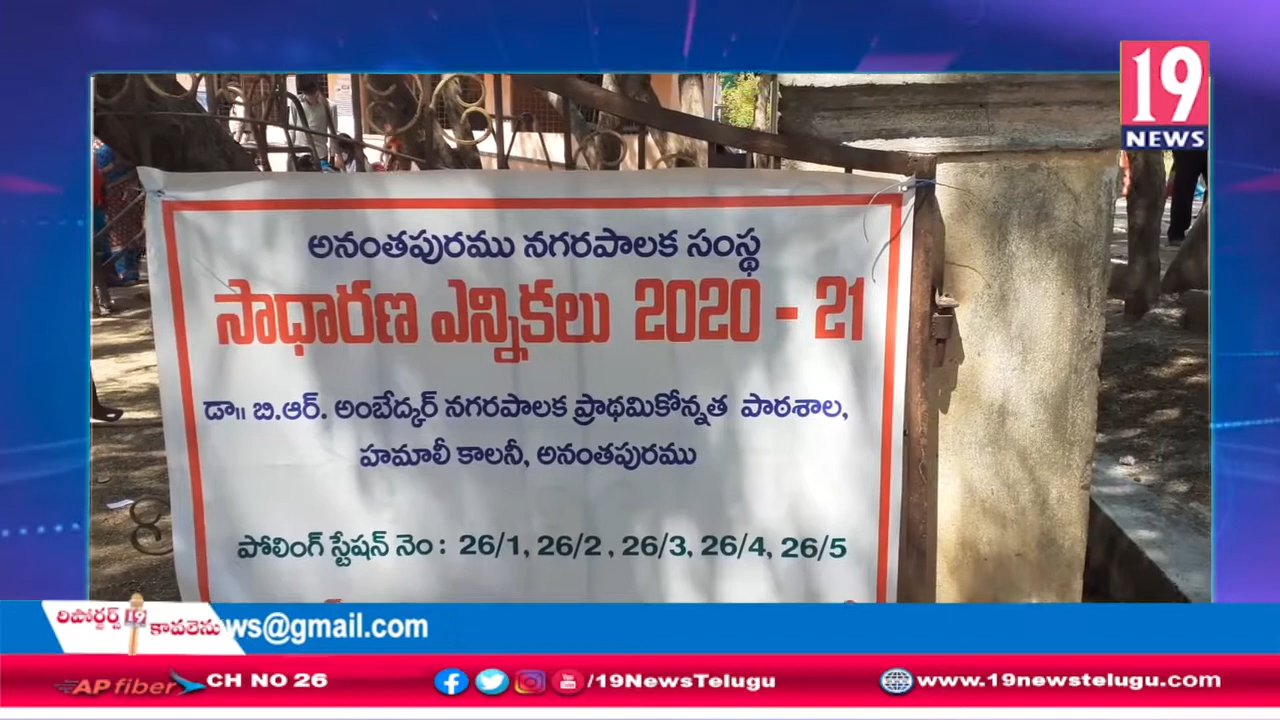 19
NEWS
అనంతపురము నగరపాలక సంస్థ
సాధారణ ఎన్నికలు 2020 - 21
డా॥ బి.ఆర్. అంబేద్కర్ నగరపాలక ప్రాథమికోన్నత పాఠశాల,
హమాలీ కాలనీ, అనంతపురము
పోలింగ్ స్టేషన్ నెం : 26/1, 26/2 , 26/3, 26/4, 26/5
రిపోర్టర్స్ 19 కావలెను
ws@gmail.com
AP fiber CH NO 26 /19NewsTelugu www.19newstelugu.com